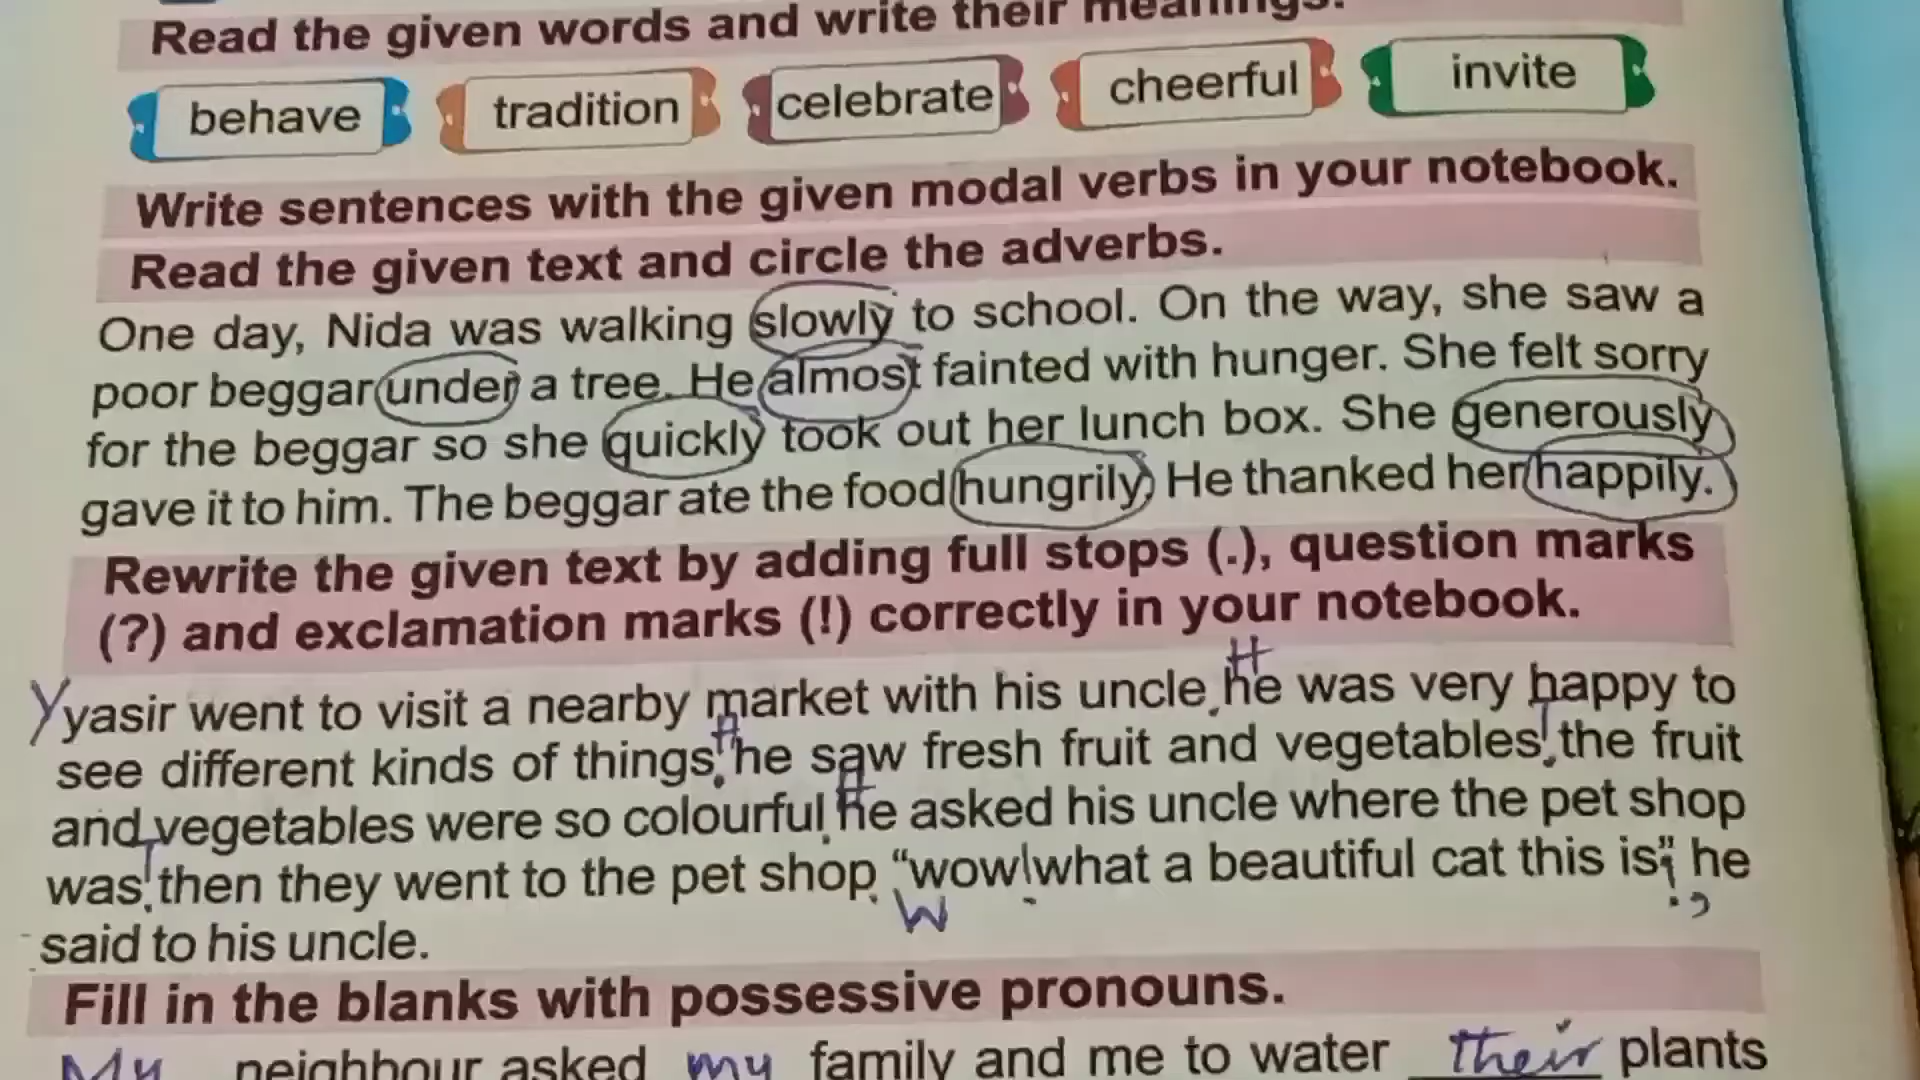 Read the given words and write their meanings.
behave tradition celebrate cheerful invite
Write sentences with the given modal verbs in your notebook.
Read the given text and circle the adverbs.
One day, Nida was walking slowly to school. On the way, she saw a
poor beggar under a tree. He almost fainted with hunger. She felt sorry
for the beggar so she quickly took out her lunch box. She generously
gave it to him. The beggar ate the food hungrily. He thanked her happily.
Rewrite the given text by adding full stops (.), question marks
(?) and exclamation marks (!) correctly in your notebook.
H
Y yasir went to visit a nearby market with his uncle. he was very happy to
H
see different kinds of things. he saw fresh fruit and vegetables. T the fruit
H
and vegetables were so colourful. he asked his uncle where the pet shop
T
was. then they went to the pet shop. “wow! what a beautiful cat this is” he
W
said to his uncle.
Fill in the blanks with possessive pronouns.
My neighbour asked my family and me to water their plants